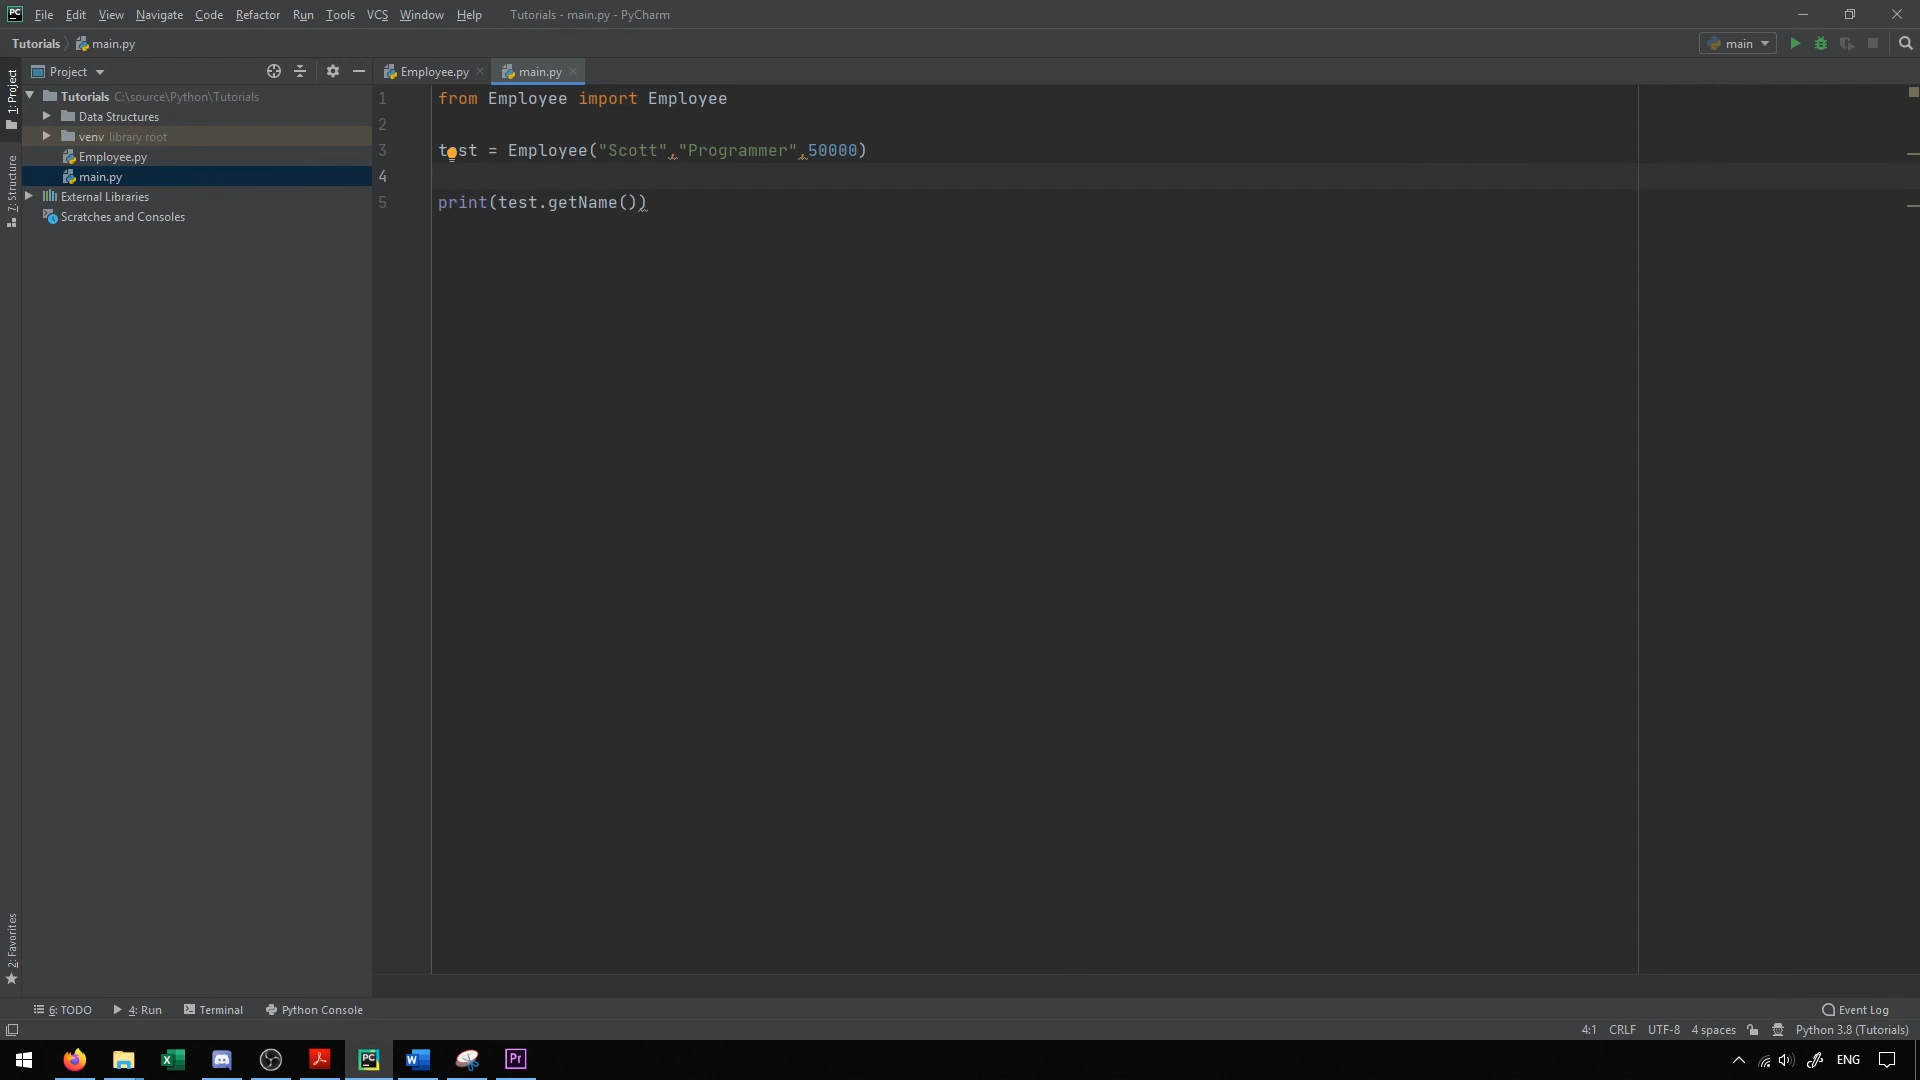 PC File Edit View Navigate Code Refactor Run Tools VCS Window Help Tutorials - main.py - PyCharm
Tutorials main.py main
1: Project Project Employee.py main.py
Tutorials C:\source\Python\Tutorials
Data Structures
venv library root
Employee.py
main.py
External Libraries
Scratches and Consoles
7: Structure
2: Favorites
1 from Employee import Employee
2
3 test = Employee("Scott","Programmer",50000)
4
5 print(test.getName())
6: TODO 4: Run Terminal Python Console Event Log
4:1 CRLF UTF-8 4 spaces Python 3.8 (Tutorials)
PC W Pr ENG